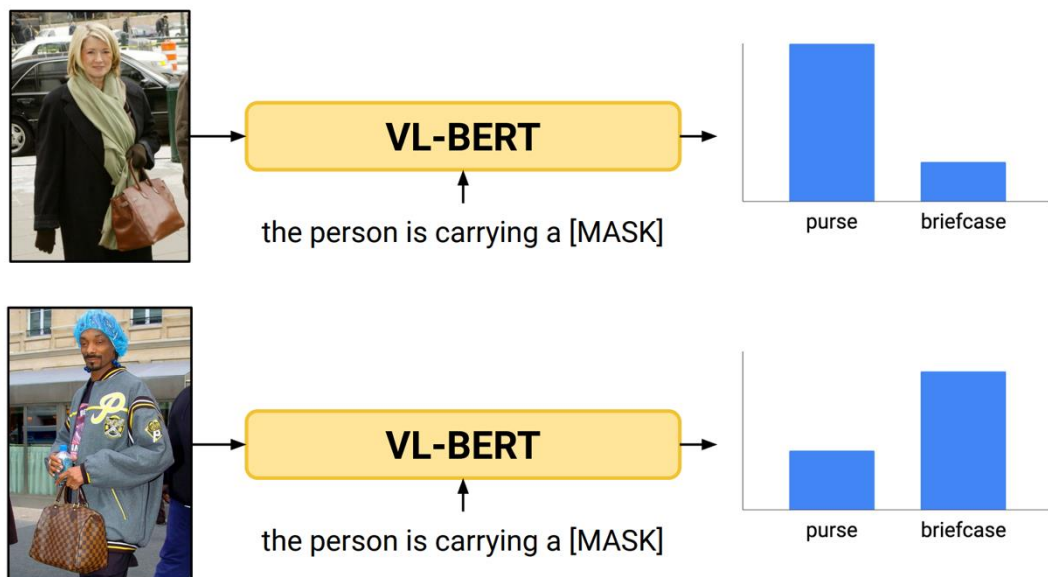 VL-BERT
the person is carrying a [MASK]
purse
briefcase
P
VL-BERT
the person is carrying a [MASK]
purse
briefcase